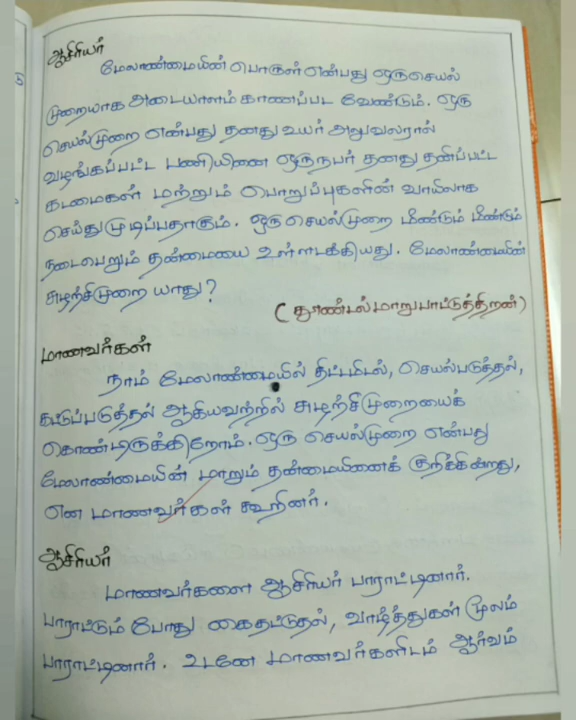 ஆசிரியர்
மேலாண்மையின் பொருள் என்பது ஒரு செயல்
முறையாக அடையாளம் காணப்பட வேண்டும். ஒரு
செயல்முறை என்பது தனது உயர் அலுவலரால்
வழங்கப்பட்ட பணியினை ஒருநபர் தனது தனிப்பட்ட
கடமைகள் மற்றும் பொறுப்புகளின் வாயிலாக
செய்து முடிப்பதாகும். ஒரு செயல்முறை மீண்டும் மீண்டும்
நடைபெறும் தன்மையை உள்ளடக்கியது. மேலாண்மையின்
சுழற்சிமுறை யாது?
(தூண்டல் மாறுபாட்டுத்திறன்)
மாணவர்கள்
நாம் மேலாண்மையில் திட்டமிடல், செயல்படுத்தல்,
கட்டுப்படுத்தல் ஆகியவற்றில் சுழற்சிமுறையைக்
கொண்டிருக்கிறோம். ஒரு செயல்முறை என்பது
மேலாண்மையின் மாறும் தன்மையினைக் குறிக்கின்றது,
என மாணவர்கள் கூறினர்.
ஆசிரியர்
மாணவர்களை ஆசிரியர் பாராட்டினார்.
பாராட்டும் போது கைதட்டுதல், வாழ்த்துகள் மூலம்
பாராட்டினார். உடனே மாணவர்களிடம் ஆர்வம்